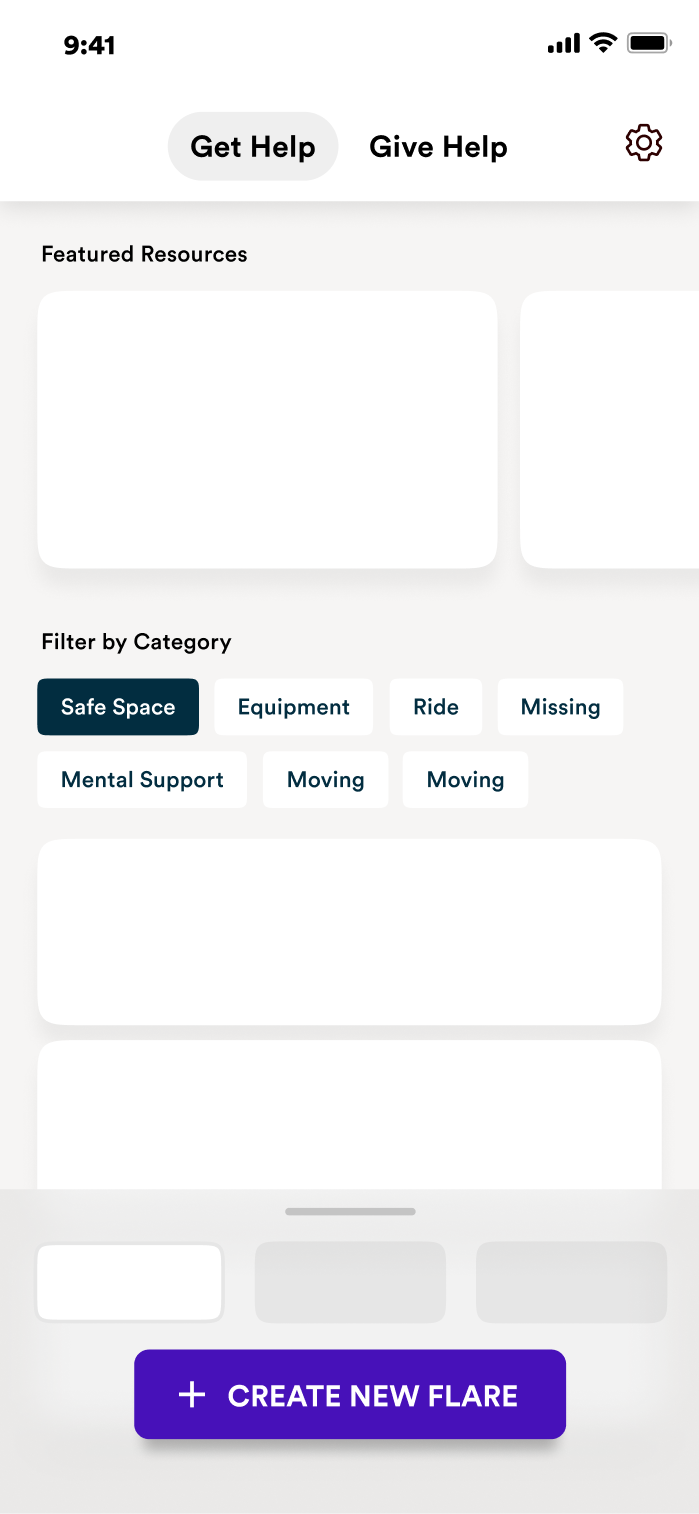 9:41
Get Help Give Help
Featured Resources
Filter by Category
Safe Space Equipment Ride Missing
Mental Support Moving Moving
CREATE NEW FLARE